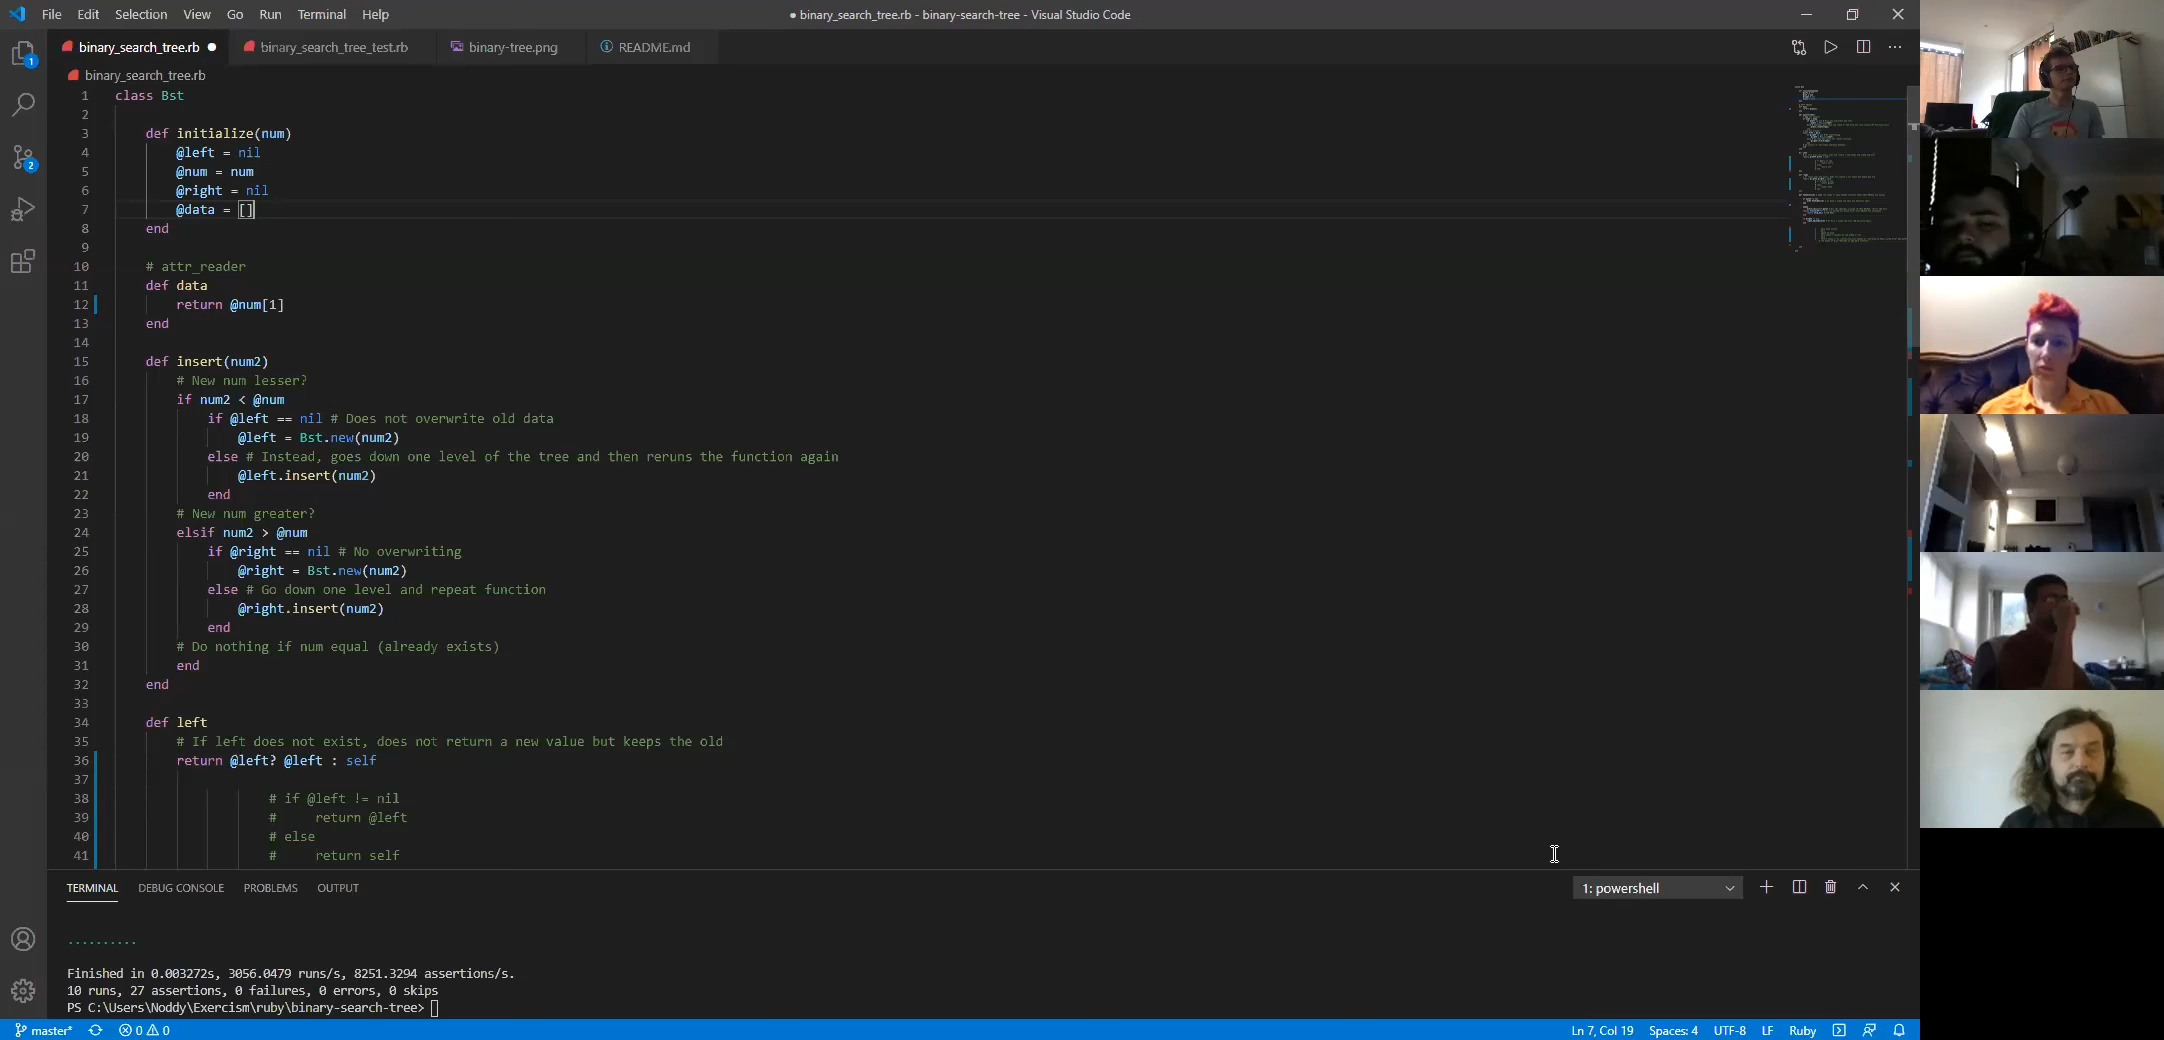 File Edit Selection View Go Run Terminal Help
● binary_search_tree.rb - binary-search-tree - Visual Studio Code
binary_search_tree.rb ● binary_search_tree_test.rb binary-tree.png README.md
binary_search_tree.rb
1 class Bst
2
3 def initialize(num)
4 @left = nil
5 @num = num
6 @right = nil
7 @data = []
8 end
9
10 # attr_reader
11 def data
12 return @num[1]
13 end
14
15 def insert(num2)
16 # New num lesser?
17 if num2 < @num
18 if @left == nil # Does not overwrite old data
19 @left = Bst.new(num2)
20 else # Instead, goes down one level of the tree and then reruns the function again
21 @left.insert(num2)
22 end
23 # New num greater?
24 elsif num2 > @num
25 if @right == nil # No overwriting
26 @right = Bst.new(num2)
27 else # Go down one level and repeat function
28 @right.insert(num2)
29 end
30 # Do nothing if num equal (already exists)
31 end
32 end
33
34 def left
35 # If left does not exist, does not return a new value but keeps the old
36 return @left? @left : self
37
38 # if @left != nil
39 # return @left
40 # else
41 # return self
1
2
TERMINAL DEBUG CONSOLE PROBLEMS OUTPUT
1: powershell
..........
Finished in 0.003272s, 3056.0479 runs/s, 8251.3294 assertions/s.
10 runs, 27 assertions, 0 failures, 0 errors, 0 skips
PS C:\Users\Noddy\Exercism\ruby\binary-search-tree>
master* 0 0
Ln 7, Col 19 Spaces: 4 UTF-8 LF Ruby